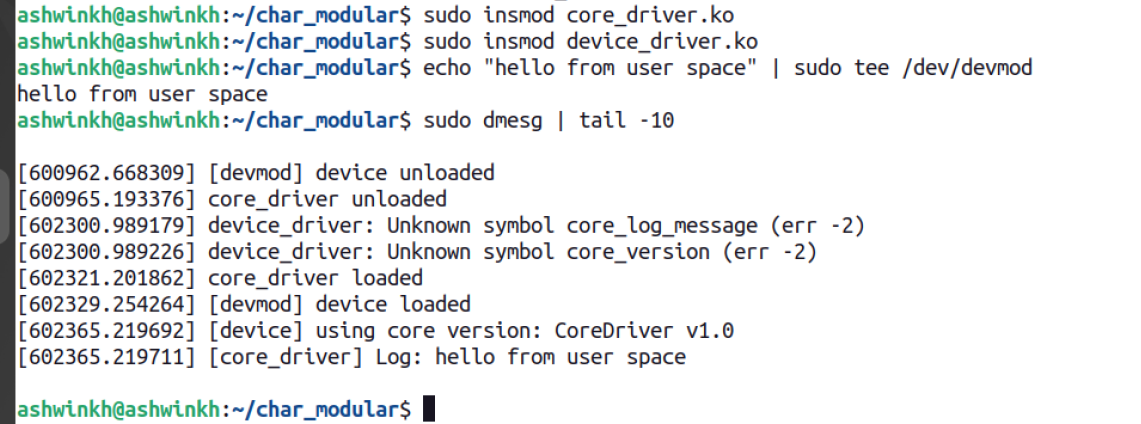 ashwinkh@ashwinkh:~/char_modular$ sudo insmod core_driver.ko
ashwinkh@ashwinkh:~/char_modular$ sudo insmod device_driver.ko
ashwinkh@ashwinkh:~/char_modular$ echo "hello from user space" | sudo tee /dev/devmod
hello from user space
ashwinkh@ashwinkh:~/char_modular$ sudo dmesg | tail -10
[600962.668309] [devmod] device unloaded
[600965.193376] core_driver unloaded
[602300.989179] device_driver: Unknown symbol core_log_message (err -2)
[602300.989226] device_driver: Unknown symbol core_version (err -2)
[602321.201862] core_driver loaded
[602329.254264] [devmod] device loaded
[602365.219692] [device] using core version: CoreDriver v1.0
[602365.219711] [core_driver] Log: hello from user space
ashwinkh@ashwinkh:~/char_modular$